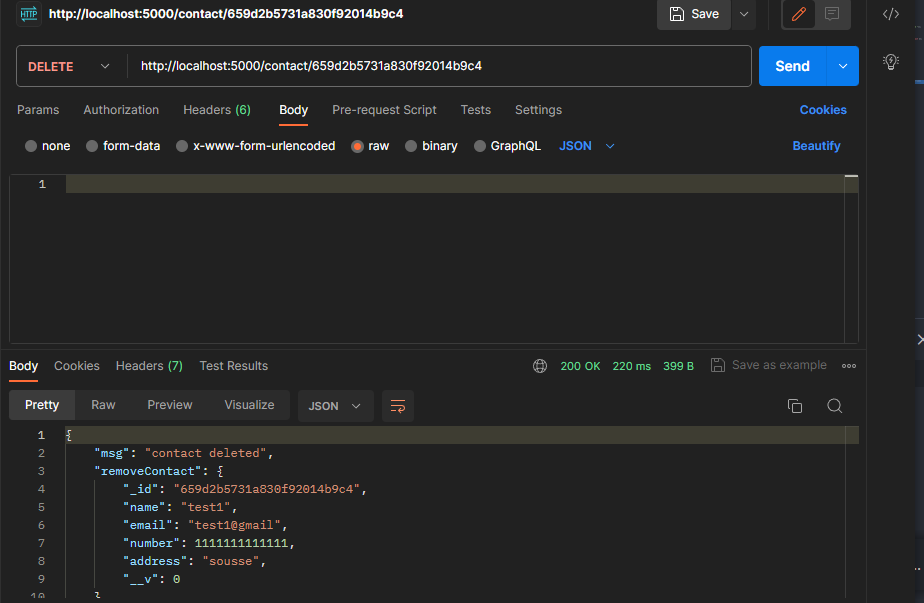 HTTP http://localhost:5000/contact/659d2b5731a830f92014b9c4 Save
DELETE http://localhost:5000/contact/659d2b5731a830f92014b9c4 Send
Params Authorization Headers (6) Body Pre-request Script Tests Settings Cookies
none form-data x-www-form-urlencoded raw binary GraphQL JSON Beautify
1
Body Cookies Headers (7) Test Results 200 OK 220 ms 399 B Save as example
Pretty Raw Preview Visualize JSON
1 {
2 "msg": "contact deleted",
3 "removeContact": {
4 "_id": "659d2b5731a830f92014b9c4",
5 "name": "test1",
6 "email": "test1@gmail",
7 "number": 1111111111111,
8 "address": "sousse",
9 "__v": 0
10 }